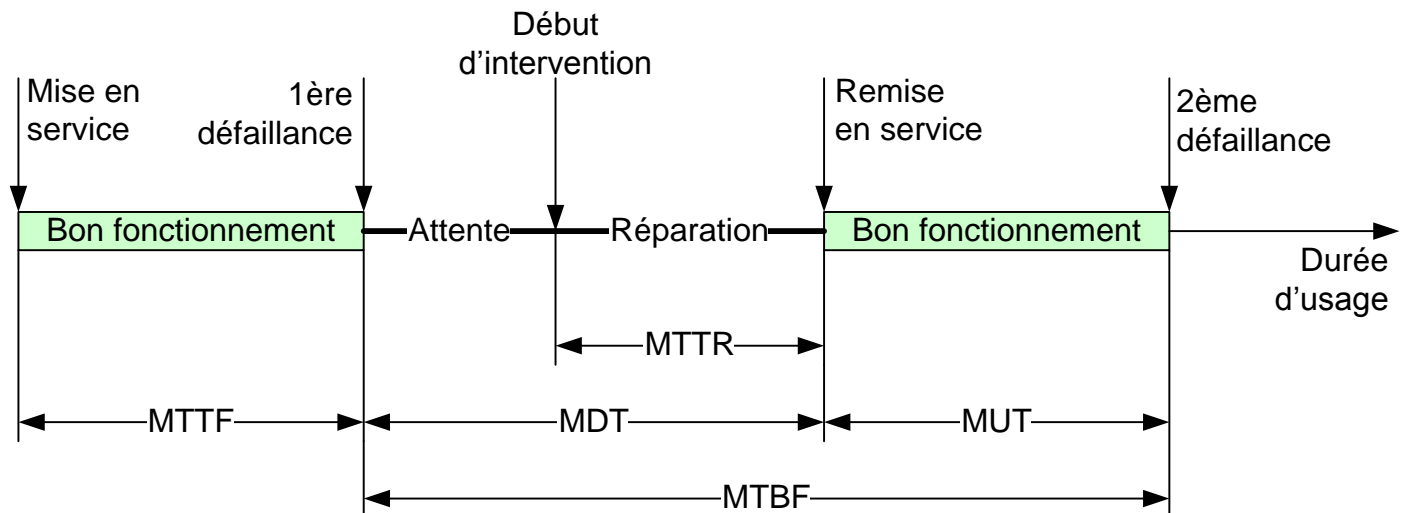 Début
d’intervention
Mise en
service
1ère
défaillance
Remise
en service
2ème
défaillance
Bon fonctionnement
Attente
Réparation
Bon fonctionnement
Durée
d’usage
MTTR
MTTF
MDT
MUT
MTBF